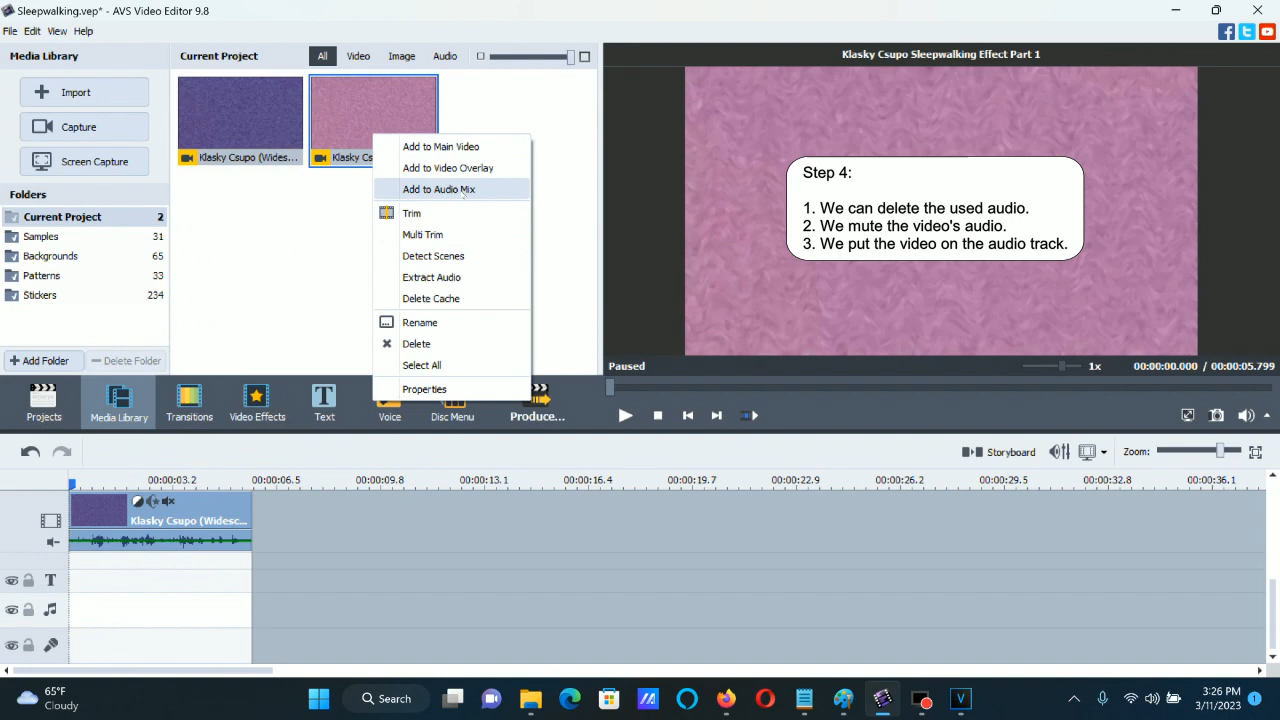 Sleepwalking.vep* - AVS Video Editor 9.8
File Edit View Help
Media Library
Import
Capture
Screen Capture
Folders
Current Project 2
Samples 31
Backgrounds 65
Patterns 33
Stickers 234
Add Folder
Delete Folder
Current Project
All Video Image Audio
Klasky Csupo (Wides...
Klasky Cs
Add to Main Video
Add to Video Overlay
Add to Audio Mix
Trim
Multi Trim
Detect Scenes
Extract Audio
Delete Cache
Rename
Delete
Select All
Properties
Klasky Csupo Sleepwalking Effect Part 1
Step 4:
1. We can delete the used audio.
2. We mute the video's audio.
3. We put the video on the audio track.
Paused
1x
00:00:00.000 / 00:00:05.799
Projects
Media Library
Transitions
Video Effects
T
Text
Voice
Disc Menu
Produce...
Storyboard
Zoom:
00:00:03.2 00:00:06.5 00:00:09.8 00:00:13.1 00:00:16.4 00:00:19.7 00:00:22.9 00:00:26.2 00:00:29.5 00:00:32.8 00:00:36.1
Klasky Csupo (Widesc...
T
65°F
Cloudy
Search
V
3:26 PM
3/11/2023
1